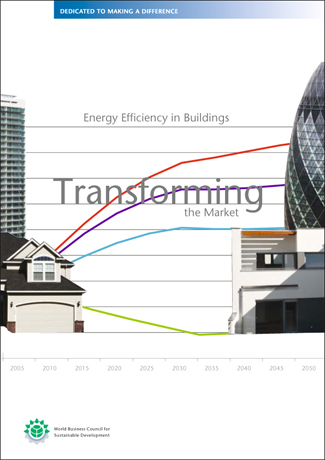 DEDICATED TO MAKING A DIFFERENCE
Energy Efficiency in Buildings
Transforming
the Market
2005 2010 2015 2020 2025 2030 2035 2040 2045 2050
World Business Council for
Sustainable Development